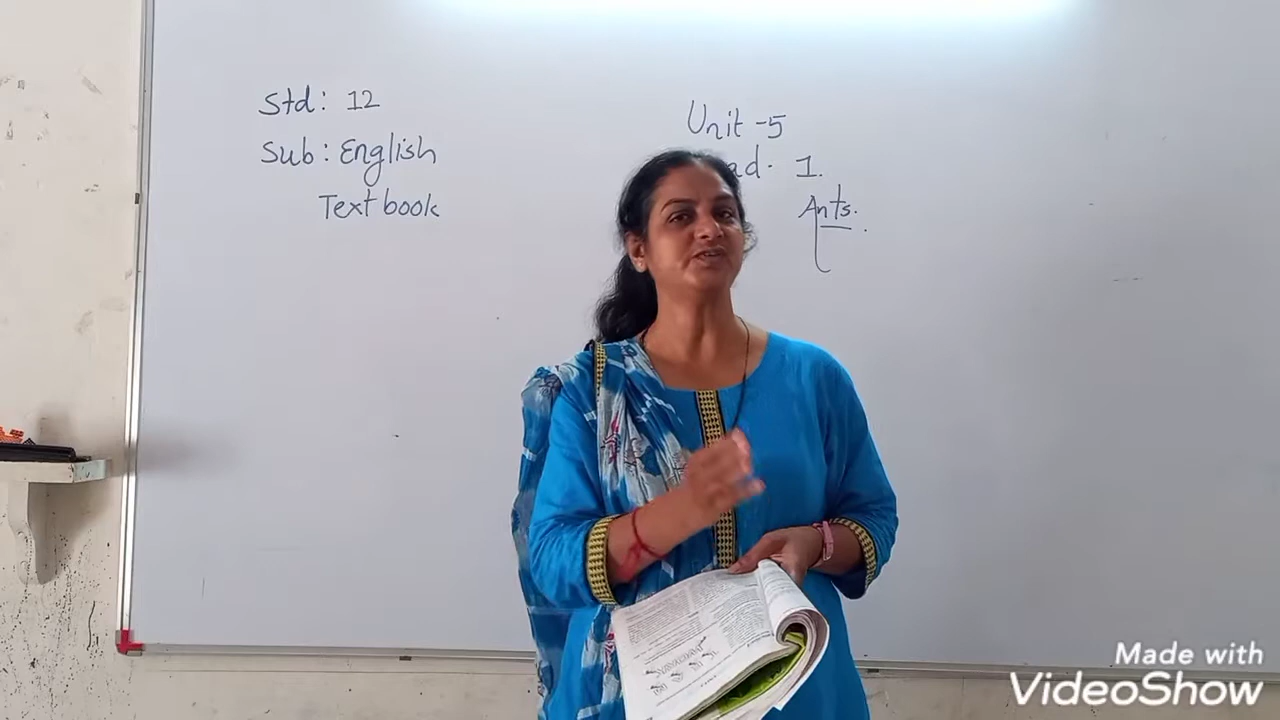 Std: 12
Sub: English
Text book
Unit -5
ad. 1.
Ants.
Made with
VideoShow